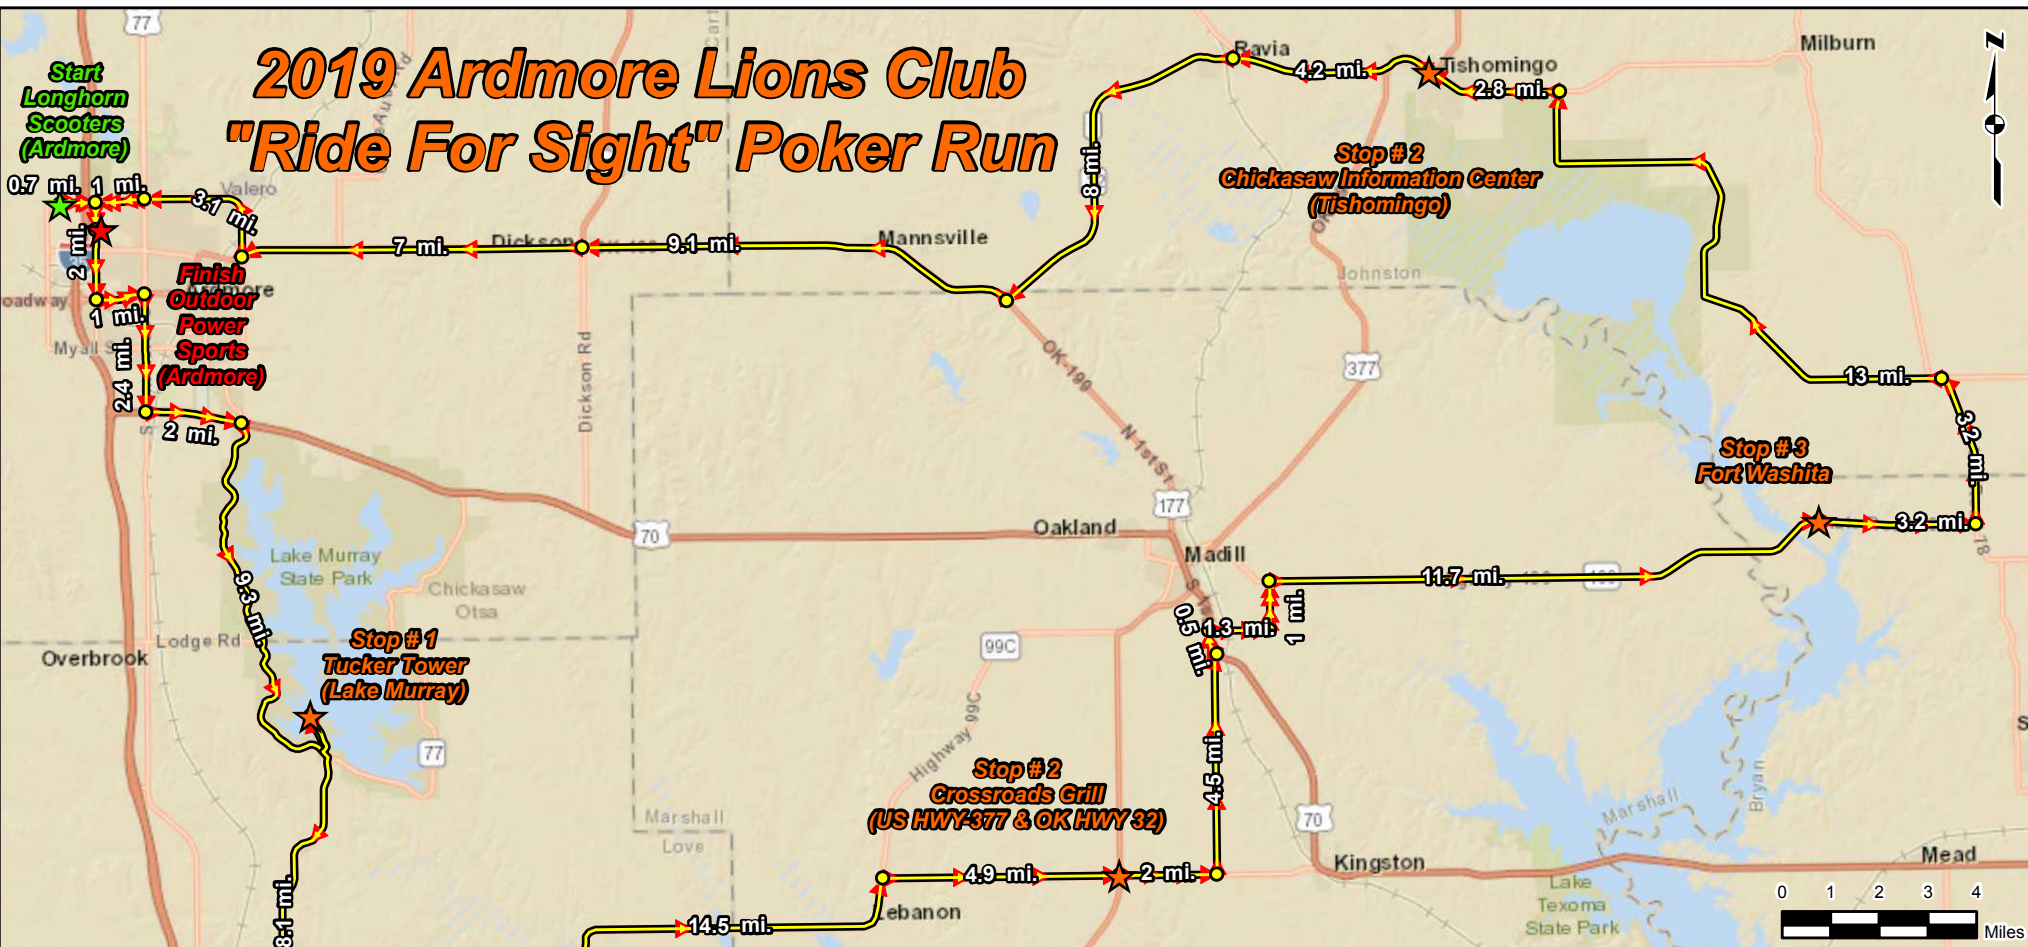 2019 Ardmore Lions Club
"Ride For Sight" Poker Run
Start
Longhorn
Scooters
(Ardmore)
77
Ravia
4.2 mi.
Tishomingo
2.8 mi.
Milburn
N
0.7 mi.
1 mi.
Valero
3.1 mi.
8 mi.
Stop # 2
Chickasaw Information Center
(Tishomingo)
2 mi.
7 mi.
Dickson
9.1 mi.
Mannsville
Finish
Outdoor
Power
Sports
(Ardmore)
Ardmore
Johnston
1 mi.
2.4 mi.
Dickson Rd
OK-199
N 1st St
377
13 mi.
3.2 mi.
2 mi.
Stop # 3
Fort Washita
177
70
Oakland
Madill
3.2 mi.
78
Lake Murray
State Park
Chickasaw
Otsa
9.3 mi.
11.7 mi.
1 mi.
1.3 mi.
0.5 mi.
Lodge Rd
Overbrook
Stop # 1
Tucker Tower
(Lake Murray)
99C
Highway 99C
77
4.5 mi.
Stop # 2
Crossroads Grill
(US HWY-377 & OK HWY 32)
Marshall
Love
Marshall
Bryan
70
Kingston
Mead
4.9 mi.
2 mi.
Lebanon
14.5 mi.
8.1 mi.
Lake
Texoma
State Park
0 1 2 3 4
Miles